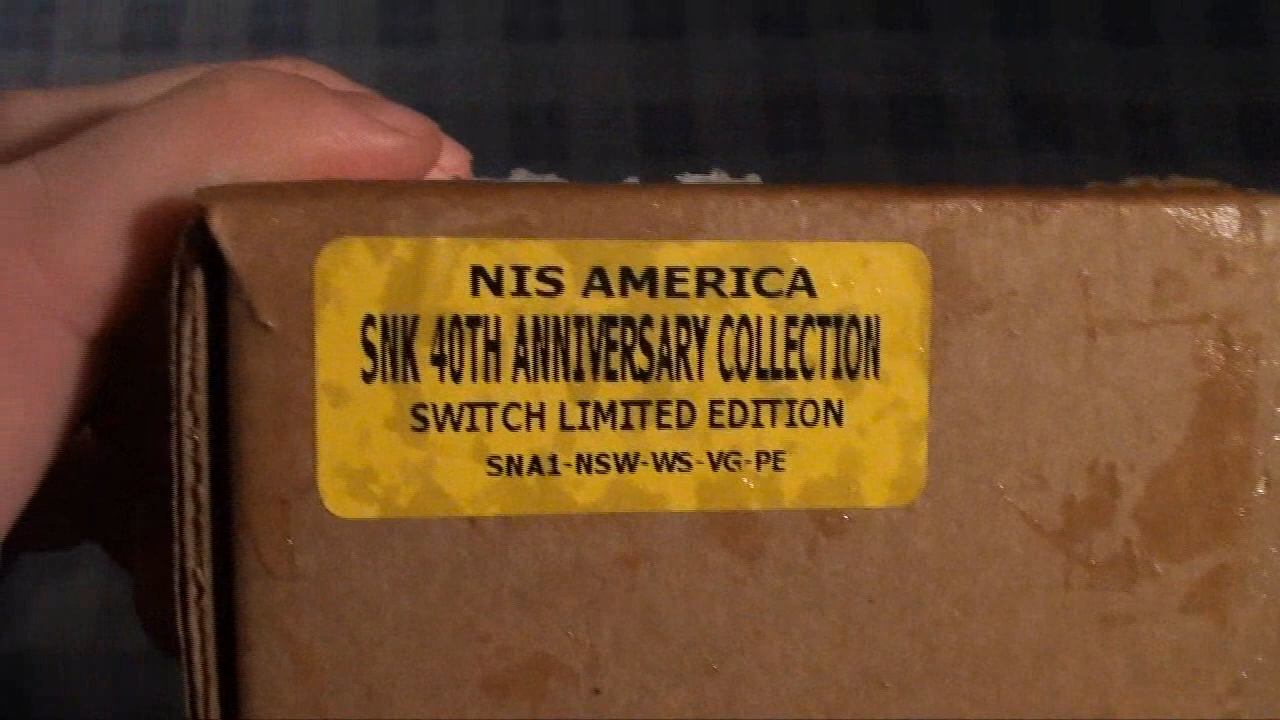 NIS AMERICA
SNK 40TH ANNIVERSARY COLLECTION
SWITCH LIMITED EDITION
SNA1-NSW-WS-VG-PE